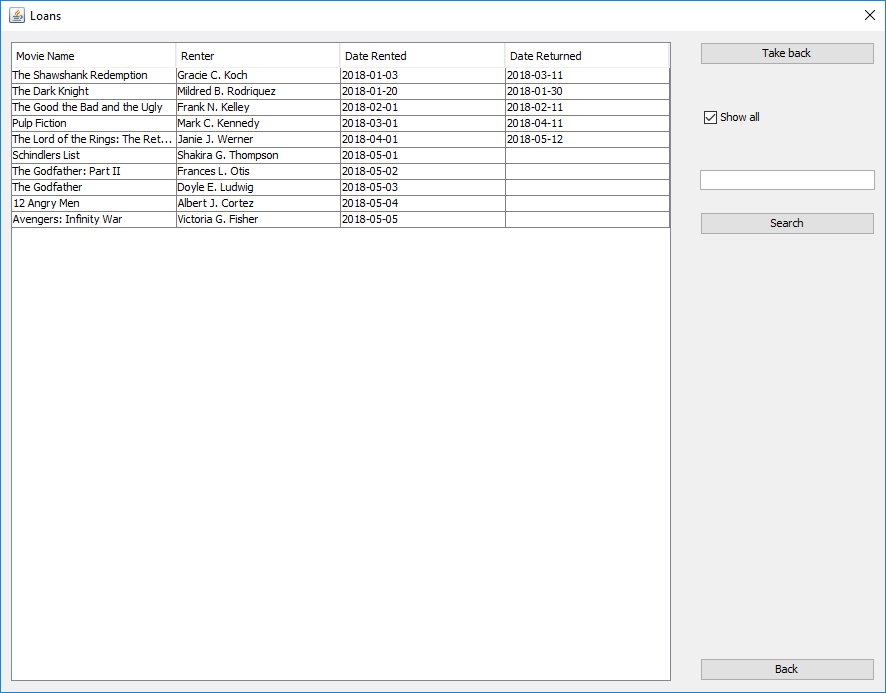 Loans
Movie Name Renter Date Rented Date Returned
The Shawshank Redemption Gracie C. Koch 2018-01-03 2018-03-11
The Dark Knight Mildred B. Rodriquez 2018-01-20 2018-01-30
The Good the Bad and the Ugly Frank N. Kelley 2018-02-01 2018-02-11
Pulp Fiction Mark C. Kennedy 2018-03-01 2018-04-11
The Lord of the Rings: The Ret... Janie J. Werner 2018-04-01 2018-05-12
Schindlers List Shakira G. Thompson 2018-05-01
The Godfather: Part II Frances L. Otis 2018-05-02
The Godfather Doyle E. Ludwig 2018-05-03
12 Angry Men Albert J. Cortez 2018-05-04
Avengers: Infinity War Victoria G. Fisher 2018-05-05
Take back
Show all
Search
Back